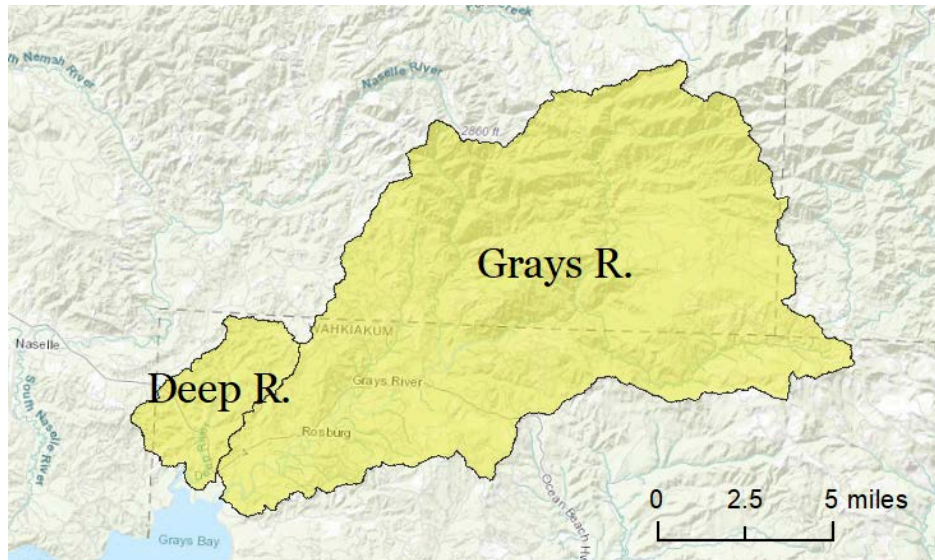 Naselle River
2860 ft.
Nemah River
Grays R.
WAHKIAKUM
Naselle
Deep R.
Grays River
Rosburg
South Naselle River
4
Ocean Beach
Grays Bay
0 2.5 5 miles